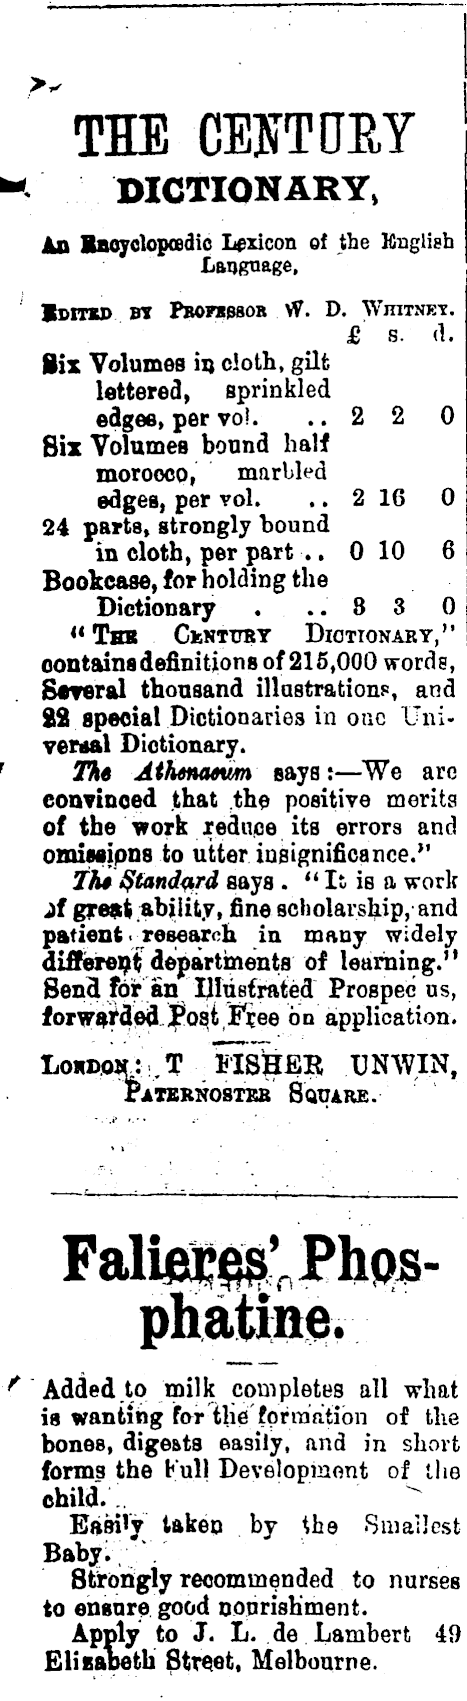 THE CENTURY
DICTIONARY,
An Encyclopœdic Lexicon of the English
Language,
EDITED BY PROFESSOR W. D. WHITNEY.
£ s. d.
Six Volumes in cloth, gilt
lettered, sprinkled
edges, per vol. .. 2 2 0
Six Volumes bound half
morocco, marbled
edges, per vol. .. 2 16 0
24 parts, strongly bound
in cloth, per part .. 0 10 6
Bookcase, for holding the
Dictionary . .. 3 3 0
"THE CENTURY DICTIONARY,"
contains definitions of 215,000 words,
Several thousand illustrations, and
22 special Dictionaries in one Uni-
versal Dictionary.
The Athenaeum says:—We are
convinced that the positive merits
of the work reduce its errors and
omissions to utter insignificance."
The Standard says. "It is a work
of great ability, fine scholarship, and
patient research in many widely
different departments of learning."
Send for an Illustrated Prospec us,
forwarded Post Free on application.
LONDON: T FISHER UNWIN,
PATERNOSTER SQUARE.
Falieres' Phos-
phatine.
Added to milk completes all what
is wanting for the formation of the
bones, digests easily, and in short
forms the Full Development of the
child.
Easily taken by the Smallest
Baby.
Strongly recommended to nurses
to ensure good nourishment.
Apply to J. L. de Lambert 49
Elizabeth Street, Melbourne.